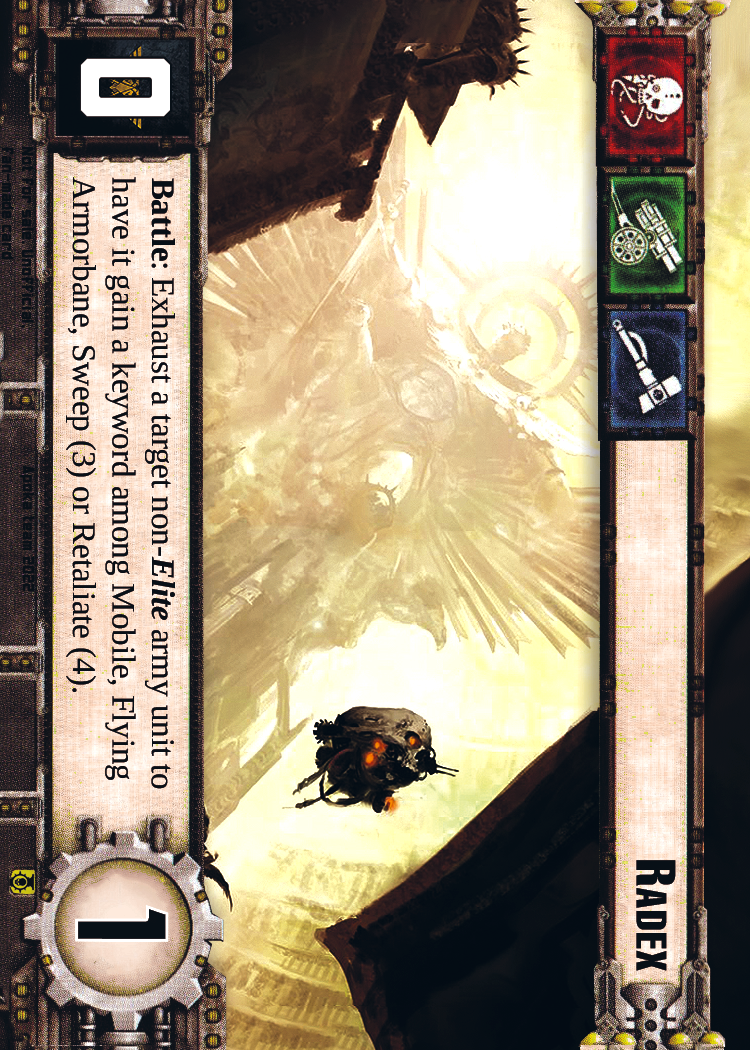 RADEX
0
Battle: Exhaust a target non-Elite army unit to
have it gain a keyword among Mobile, Flying
Armorbane, Sweep (3) or Retaliate (4).
1
Not for sale. Unofficial.
Fan-made card